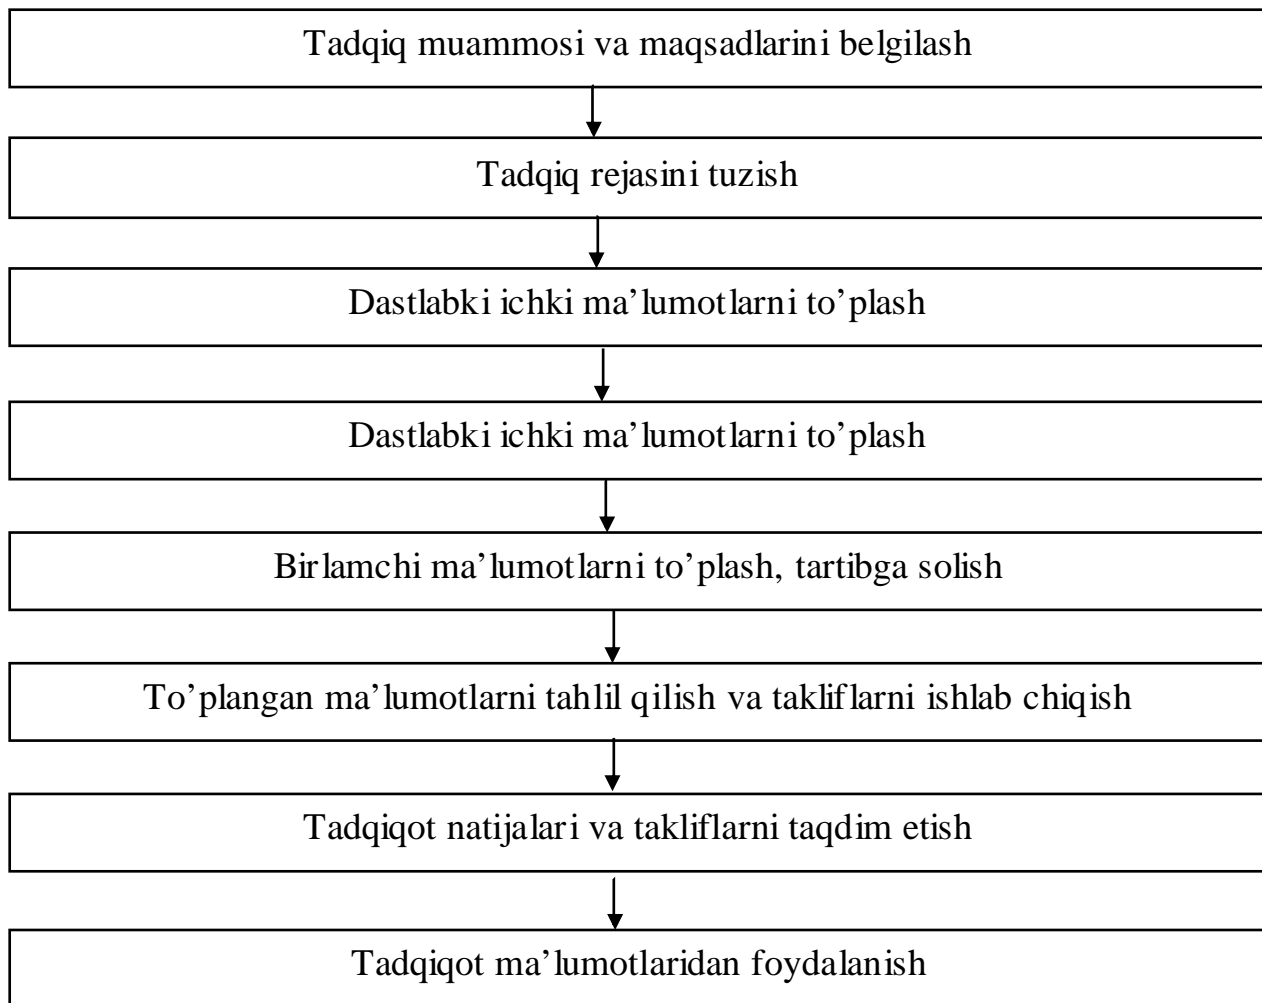 Tadqiq muammosi va maqsadlarini belgilash
Tadqiq rejasini tuzish
Dastlabki ichki ma’lumotlarni to’plash
Dastlabki ichki ma’lumotlarni to’plash
Birlamchi ma’lumotlarni to’plash, tartibga solish
To’plangan ma’lumotlarni tahlil qilish va takliflarni ishlab chiqish
Tadqiqot natijalari va takliflarni taqdim etish
Tadqiqot ma’lumotlaridan foydalanish